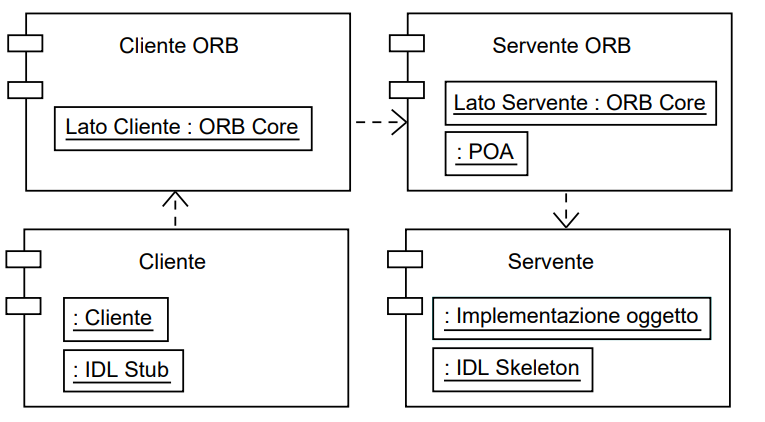 Cliente ORB
Lato Cliente : ORB Core
Servente ORB
Lato Servente : ORB Core
: POA
Cliente
: Cliente
: IDL Stub
Servente
: Implementazione oggetto
: IDL Skeleton